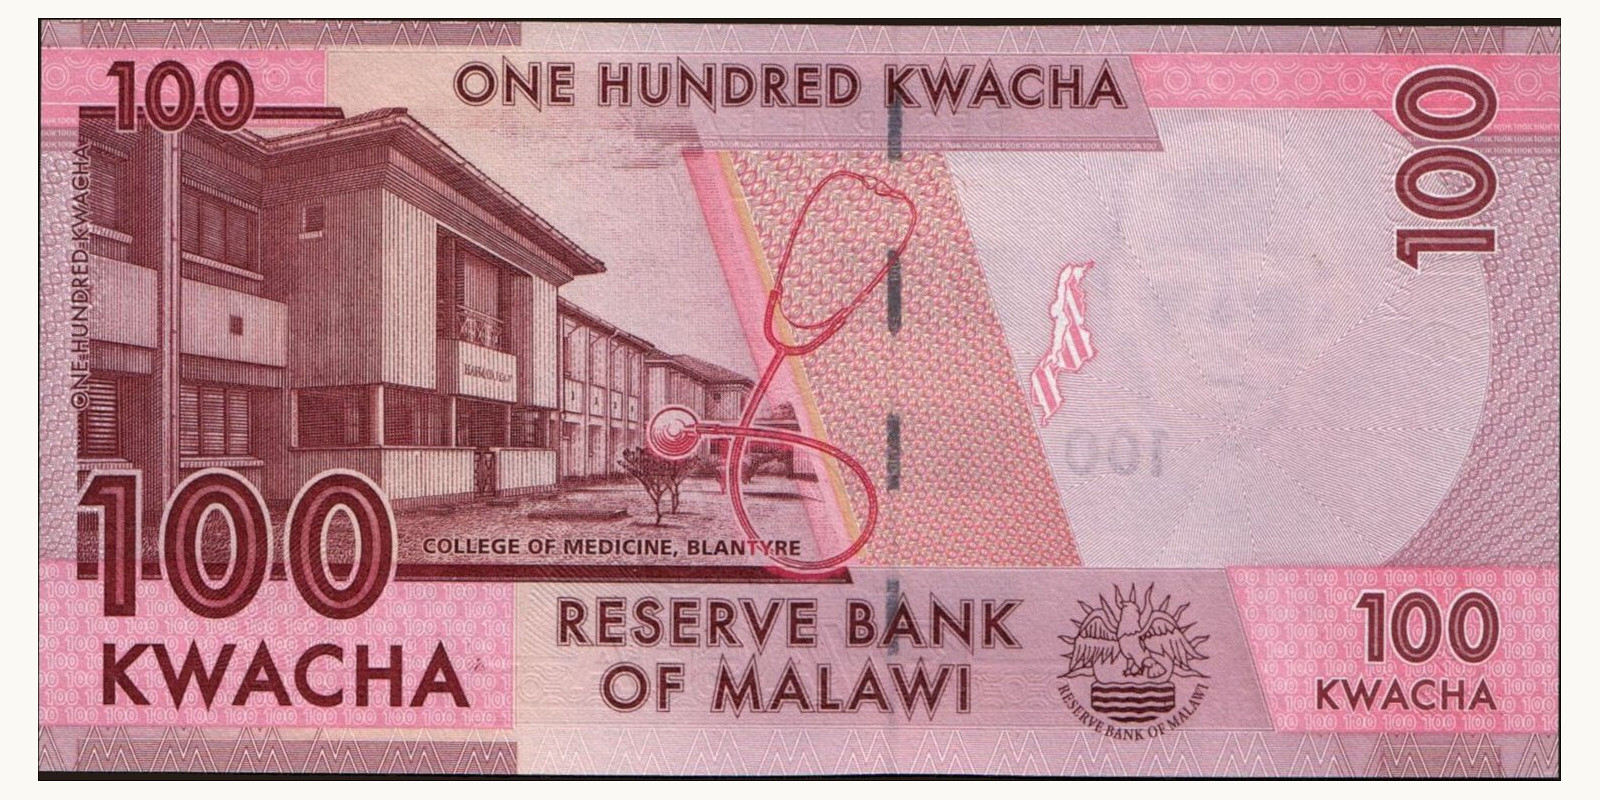 100
ONE HUNDRED KWACHA
100
ONE HUNDRED KWACHA
100
COLLEGE OF MEDICINE, BLANTYRE
100
KWACHA
RESERVE BANK
OF MALAWI
RESERVE BANK OF MALAWI
100
KWACHA